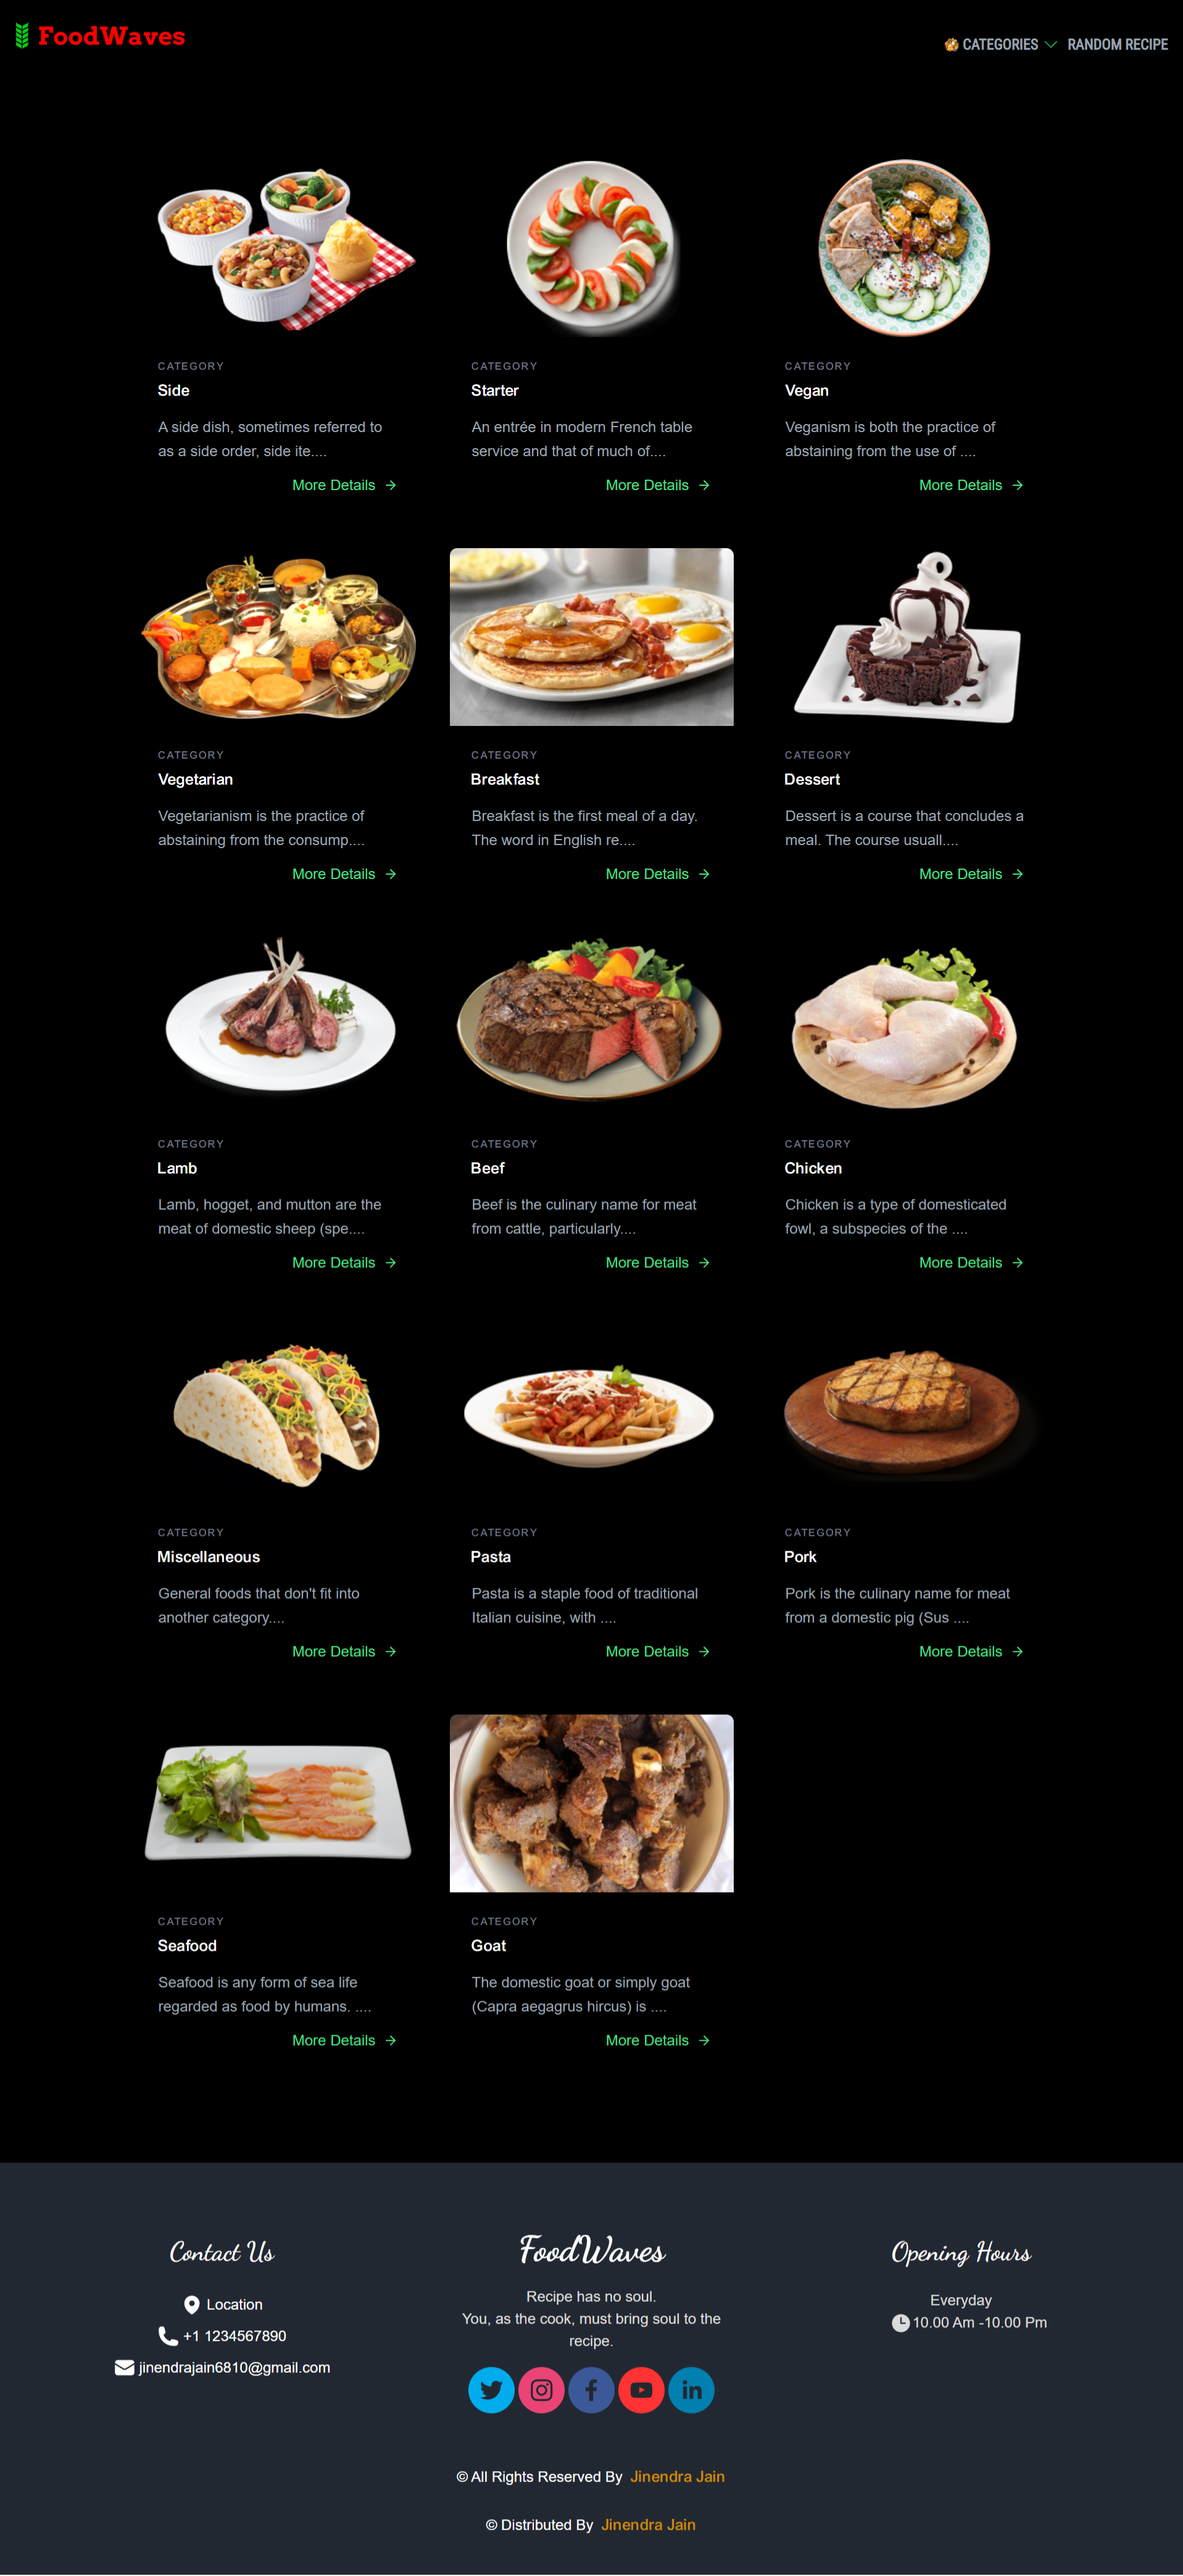 FoodWaves
CATEGORIES RANDOM RECIPE
CATEGORY
Side
A side dish, sometimes referred to
as a side order, side ite....
More Details
CATEGORY
Starter
An entrée in modern French table
service and that of much of....
More Details
CATEGORY
Vegan
Veganism is both the practice of
abstaining from the use of ....
More Details
CATEGORY
Vegetarian
Vegetarianism is the practice of
abstaining from the consump....
More Details
CATEGORY
Breakfast
Breakfast is the first meal of a day.
The word in English re....
More Details
CATEGORY
Dessert
Dessert is a course that concludes a
meal. The course usuall....
More Details
CATEGORY
Lamb
Lamb, hogget, and mutton are the
meat of domestic sheep (spe....
More Details
CATEGORY
Beef
Beef is the culinary name for meat
from cattle, particularly....
More Details
CATEGORY
Chicken
Chicken is a type of domesticated
fowl, a subspecies of the ....
More Details
CATEGORY
Miscellaneous
General foods that don't fit into
another category....
More Details
CATEGORY
Pasta
Pasta is a staple food of traditional
Italian cuisine, with ....
More Details
CATEGORY
Pork
Pork is the culinary name for meat
from a domestic pig (Sus ....
More Details
CATEGORY
Seafood
Seafood is any form of sea life
regarded as food by humans. ....
More Details
CATEGORY
Goat
The domestic goat or simply goat
(Capra aegagrus hircus) is ....
More Details
Contact Us
Location
+1 1234567890
jinendrajain6810@gmail.com
FoodWaves
Recipe has no soul.
You, as the cook, must bring soul to the
recipe.
Opening Hours
Everyday
10.00 Am -10.00 Pm
© All Rights Reserved By Jinendra Jain
© Distributed By Jinendra Jain